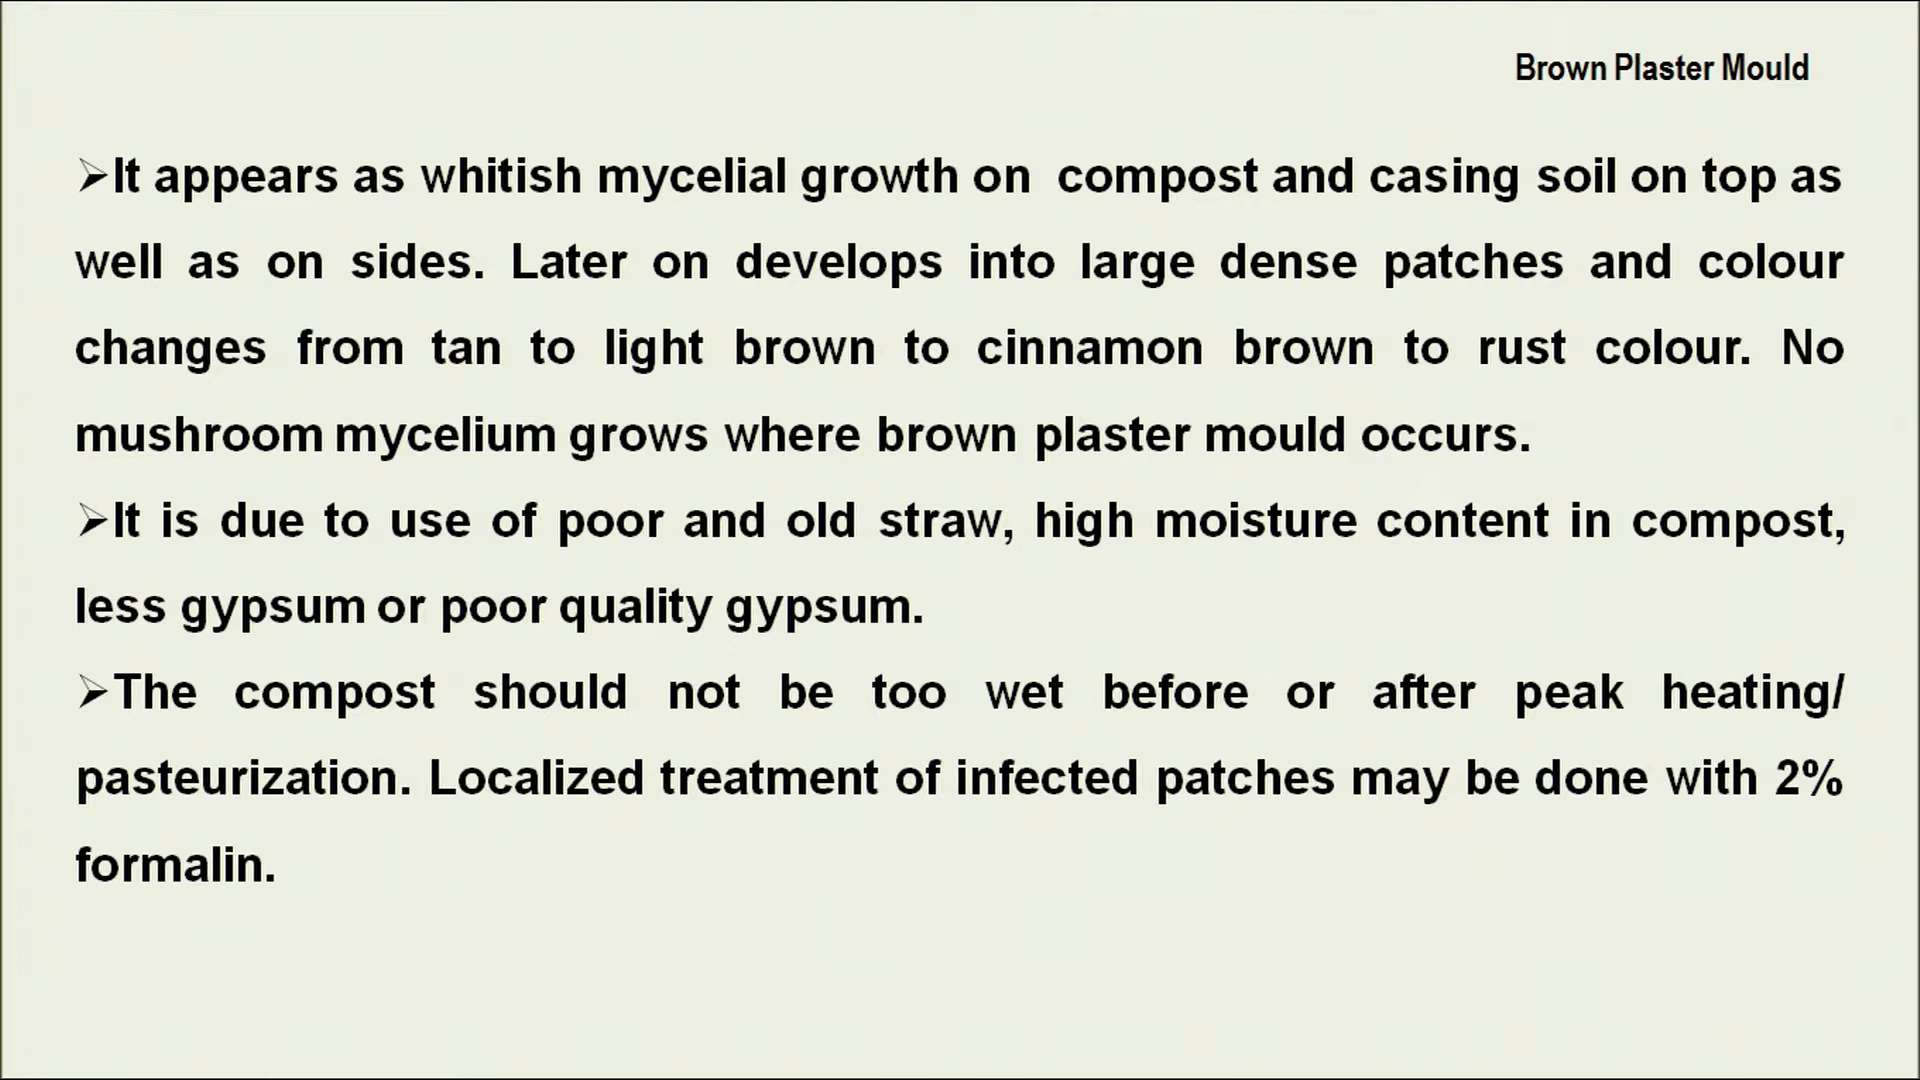 Brown Plaster Mould
➢It appears as whitish mycelial growth on compost and casing soil on top as
well as on sides. Later on develops into large dense patches and colour
changes from tan to light brown to cinnamon brown to rust colour. No
mushroom mycelium grows where brown plaster mould occurs.
➢It is due to use of poor and old straw, high moisture content in compost,
less gypsum or poor quality gypsum.
➢The compost should not be too wet before or after peak heating/
pasteurization. Localized treatment of infected patches may be done with 2%
formalin.